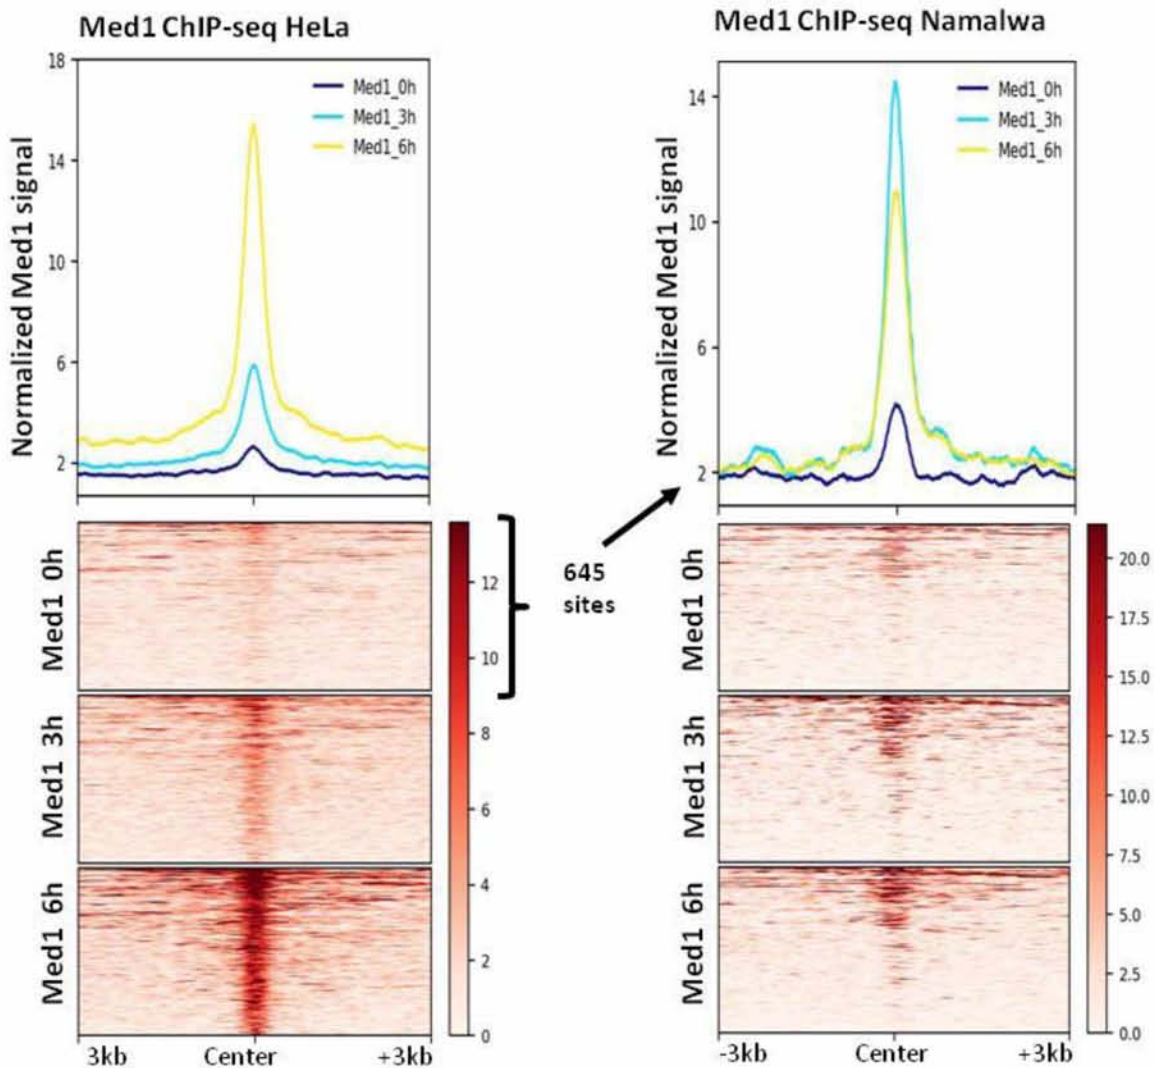 Med1 ChIP-seq HeLa
Normalized Med1 signal
18
14
10
6
2
Med1_0h
Med1_3h
Med1_6h
Med1 ChIP-seq Namalwa
Normalized Med1 signal
14
10
6
2
Med1_0h
Med1_3h
Med1_6h
Med1 0h
Med1 3h
Med1 6h
12
10
8
6
4
2
0
3kb
Center
+3kb
645
sites
Med1 0h
Med1 3h
Med1 6h
20.0
17.5
15.0
12.5
10.0
7.5
5.0
2.5
0.0
-3kb
Center
+3kb